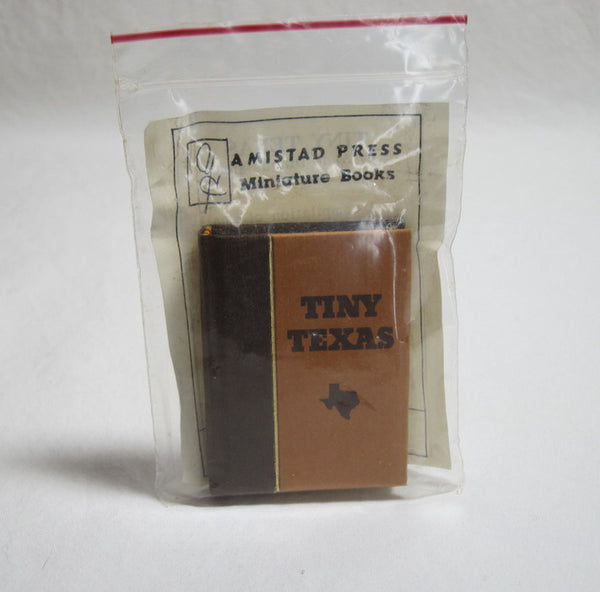 AMISTAD PRESS
Miniature Books
TINY
TEXAS